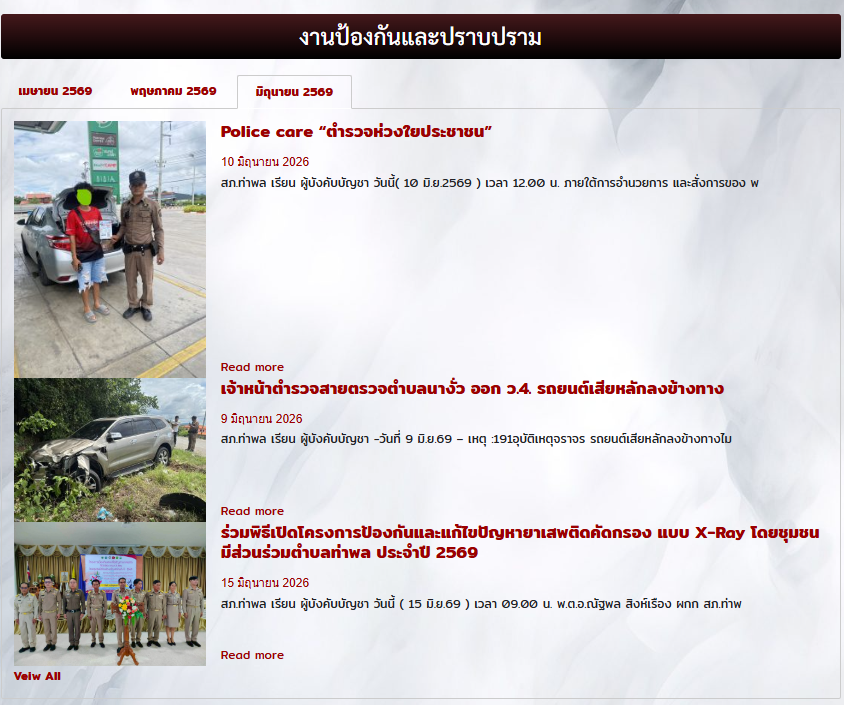 งานป้องกันและปราบปราม
เมษายน 2569
พฤษภาคม 2569
มิถุนายน 2569
Police care “ตำรวจห่วงใยประชาชน”
10 มิถุนายน 2026
สภ.ท่าพล เรียน ผู้บังคับบัญชา วันนี้( 10 มิ.ย.2569 ) เวลา 12.00 น. ภายใต้การอำนวยการ และสั่งการของ พ
Read more
เจ้าหน้าตำรวจสายตรวจตำบลนางั่ว ออก ว.4. รถยนต์เสียหลักลงข้างทาง
9 มิถุนายน 2026
สภ.ท่าพล เรียน ผู้บังคับบัญชา -วันที่ 9 มิ.ย.69 – เหตุ :191อุบัติเหตุจราจร รถยนต์เสียหลักลงข้างทางไม
Read more
ร่วมพิธีเปิดโครงการป้องกันและแก้ไขปัญหายาเสพติดคัดกรอง แบบ X-Ray โดยชุมชน
มีส่วนร่วมตำบลท่าพล ประจำปี 2569
15 มิถุนายน 2026
สภ.ท่าพล เรียน ผู้บังคับบัญชา วันนี้ ( 15 มิ.ย.69 ) เวลา 09.00 น. พ.ต.อ.ณัฐพล สิงห์เรือง ผกก สภ.ท่าพ
Read more
Veiw All